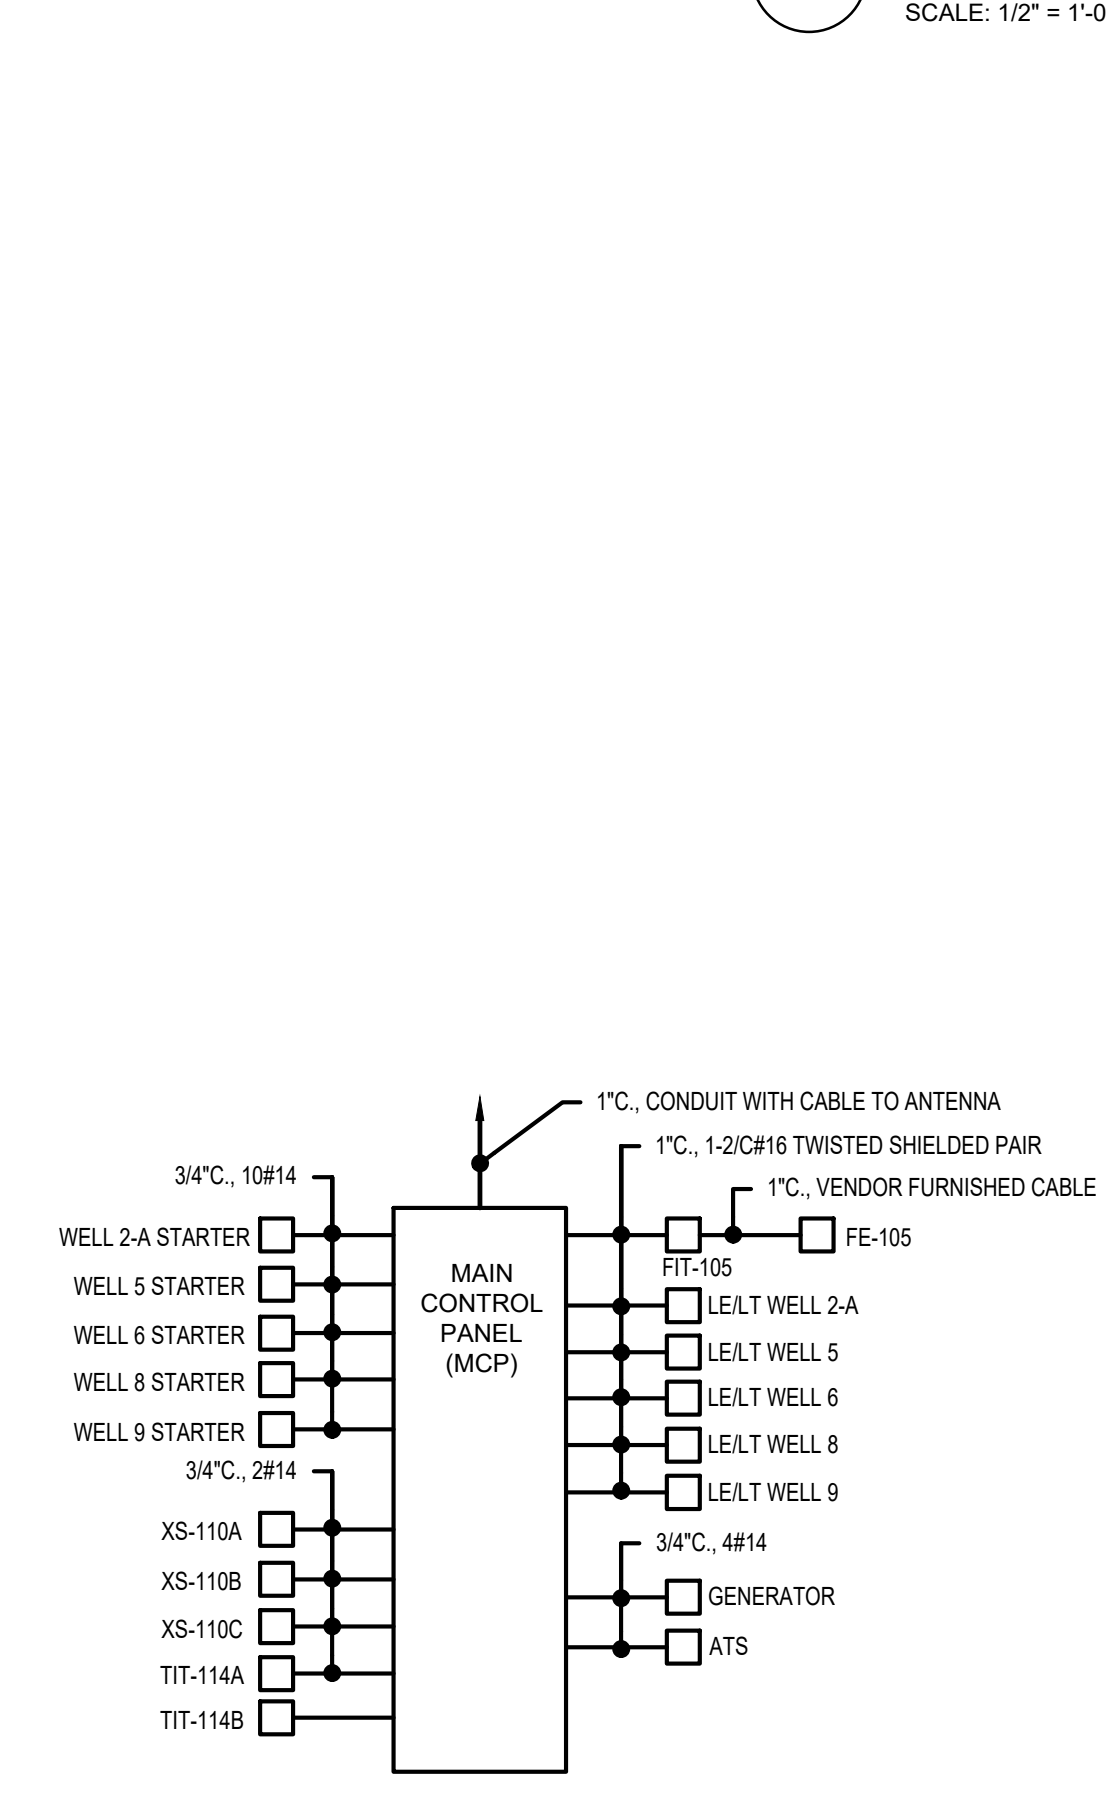 SCALE: 1/2" = 1'-0
1"C., CONDUIT WITH CABLE TO ANTENNA
1"C., 1-2/C#16 TWISTED SHIELDED PAIR
3/4"C., 10#14
1"C., VENDOR FURNISHED CABLE
WELL 2-A STARTER
FE-105
FIT-105
WELL 5 STARTER
WELL 6 STARTER
WELL 8 STARTER
WELL 9 STARTER
MAIN
CONTROL
PANEL
(MCP)
LE/LT WELL 2-A
LE/LT WELL 5
LE/LT WELL 6
LE/LT WELL 8
LE/LT WELL 9
3/4"C., 2#14
XS-110A
XS-110B
XS-110C
TIT-114A
TIT-114B
3/4"C., 4#14
GENERATOR
ATS